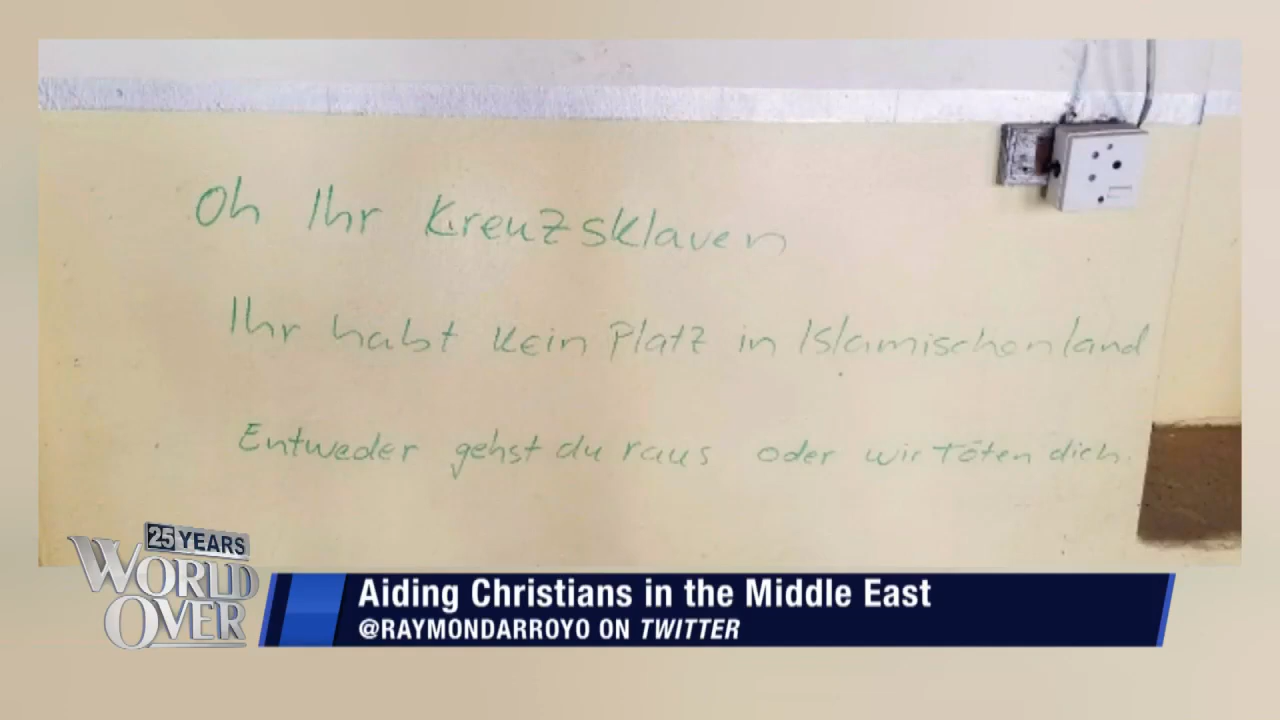 Oh Ihr Kreuzsklaven
Ihr habt kein Platz in Islamischenland
Entweder gehst du raus oder wir töten dich.
25 YEARS
WORLD
OVER
Aiding Christians in the Middle East
@RAYMONDARROYO ON TWITTER